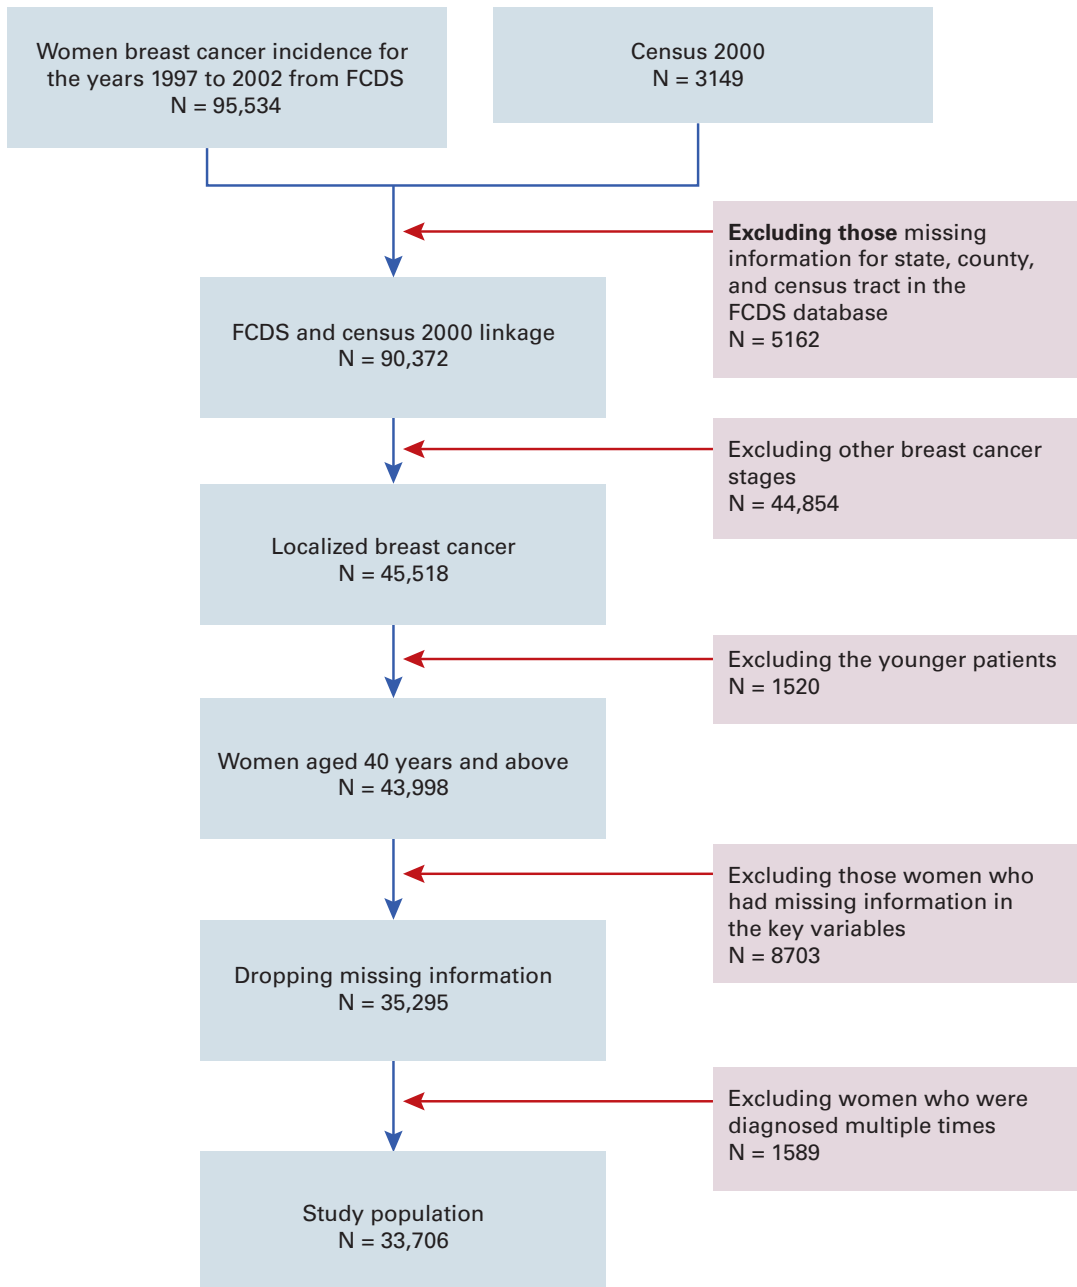 Women breast cancer incidence for
the years 1997 to 2002 from FCDS
N = 95,534
Census 2000
N = 3149
Excluding those missing
information for state, county,
and census tract in the
FCDS database
N = 5162
FCDS and census 2000 linkage
N = 90,372
Excluding other breast cancer
stages
N = 44,854
Localized breast cancer
N = 45,518
Excluding the younger patients
N = 1520
Women aged 40 years and above
N = 43,998
Excluding those women who
had missing information in
the key variables
N = 8703
Dropping missing information
N = 35,295
Excluding women who were
diagnosed multiple times
N = 1589
Study population
N = 33,706